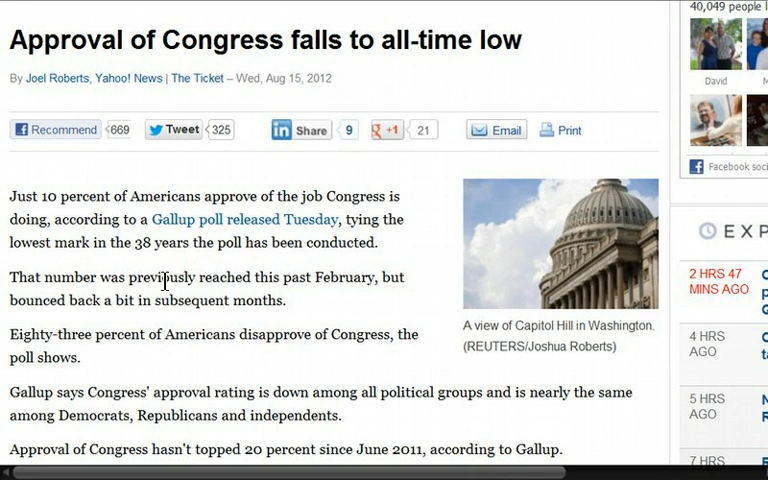 40,049 people l
Approval of Congress falls to all-time low
By Joel Roberts, Yahoo! News | The Ticket – Wed, Aug 15, 2012
David
Recommend 669 Tweet 325 in Share 9 +1 21 Email Print
Facebook soci
Just 10 percent of Americans approve of the job Congress is
doing, according to a Gallup poll released Tuesday, tying the
lowest mark in the 38 years the poll has been conducted.
That number was previously reached this past February, but
bounced back a bit in subsequent months.
Eighty-three percent of Americans disapprove of Congress, the
poll shows.
A view of Capitol Hill in Washington.
(REUTERS/Joshua Roberts)
Gallup says Congress' approval rating is down among all political groups and is nearly the same
among Democrats, Republicans and independents.
Approval of Congress hasn't topped 20 percent since June 2011, according to Gallup.
EXP
2 HRS 47
MINS AGO
4 HRS
AGO
5 HRS
AGO
7 HRS